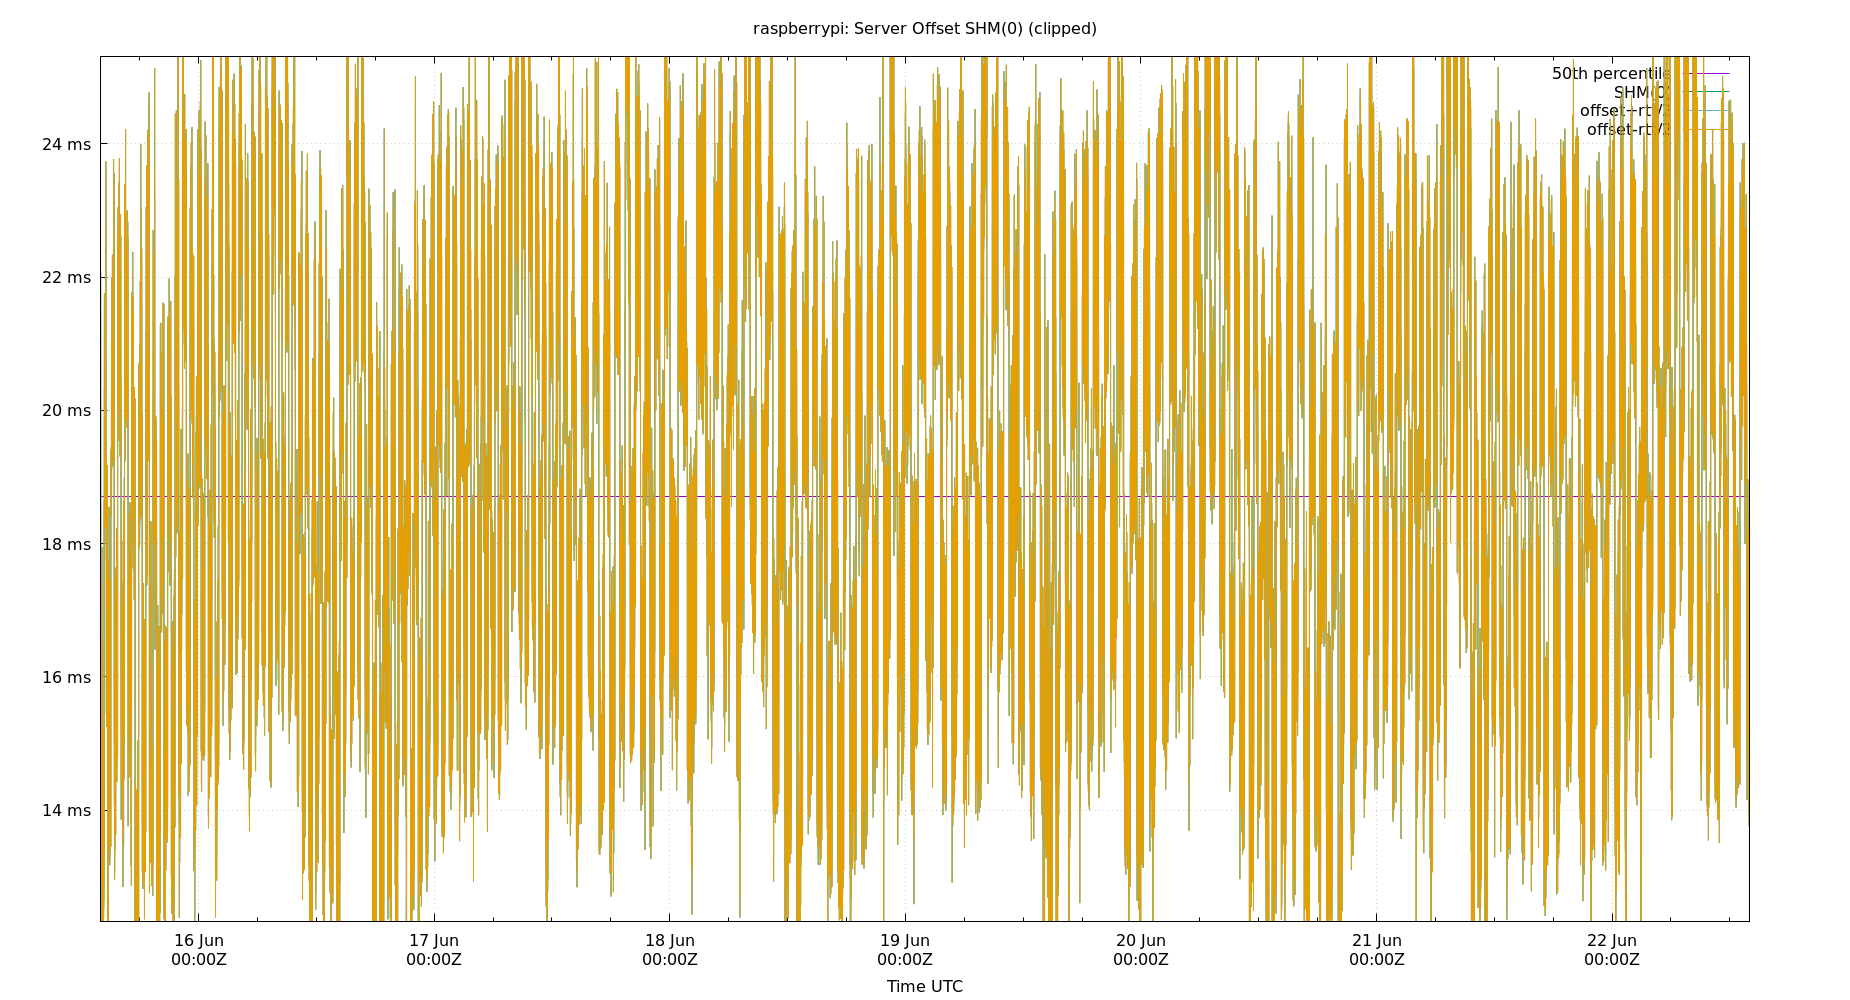 raspberrypi: Server Offset SHM(0) (clipped)
50th percentile
SHM(0)
24 ms
22 ms
20 ms
18 ms
16 ms
14 ms
16 Jun 17 Jun 18 Jun 19 Jun 20 Jun 21 Jun 22 Jun
00:00Z 00:00Z 00:00Z 00:00Z 00:00Z 00:00Z 00:00Z
Time UTC